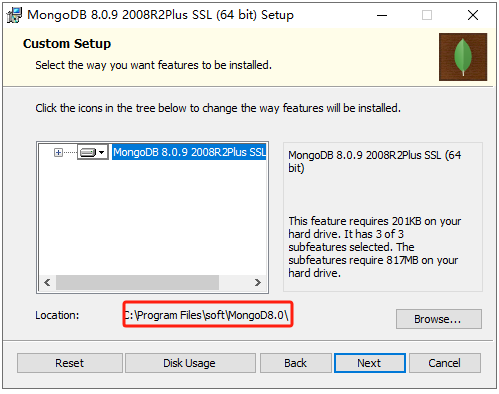 MongoDB 8.0.9 2008R2Plus SSL (64 bit) Setup
Custom Setup
Select the way you want features to be installed.
Click the icons in the tree below to change the way features will be installed.
MongoDB 8.0.9 2008R2Plus SSL
MongoDB 8.0.9 2008R2Plus SSL (64
bit)
This feature requires 201KB on your
hard drive. It has 3 of 3
subfeatures selected. The
subfeatures require 817MB on your
hard drive.
Location:
C:\Program Files\soft\MongoD8.0\
Browse...
Reset
Disk Usage
Back
Next
Cancel